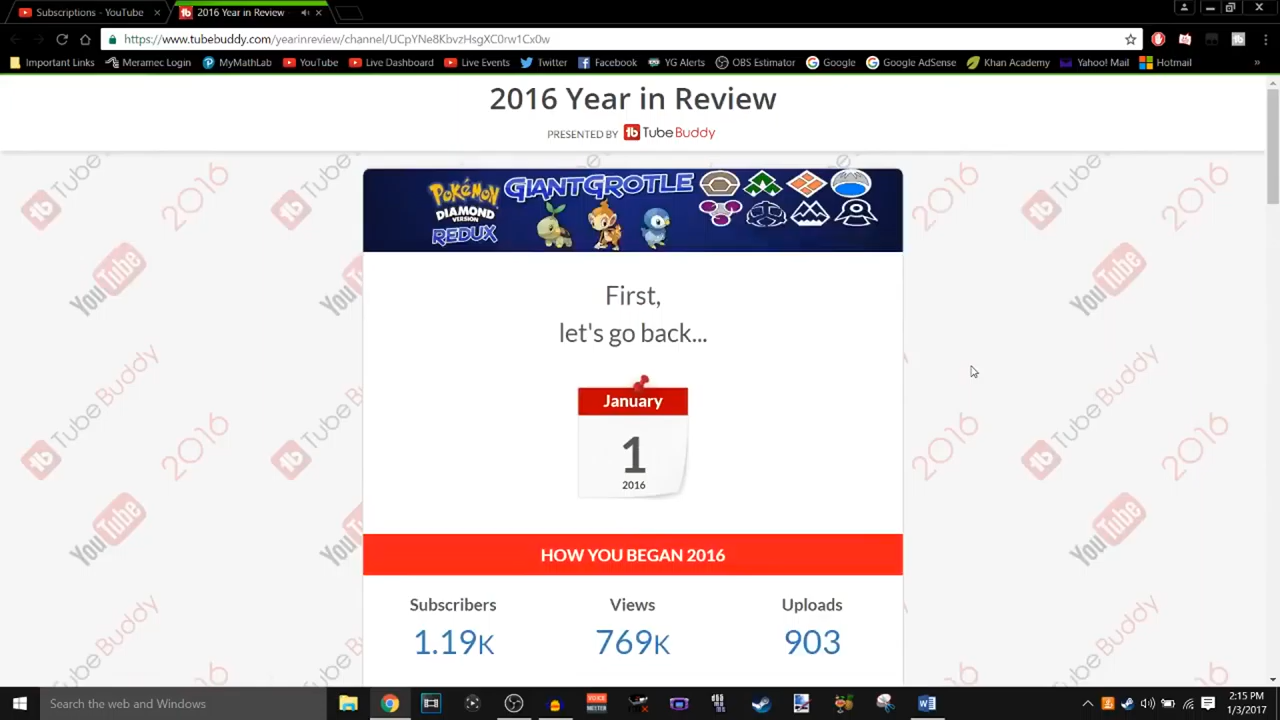 Subscriptions - YouTube
2016 Year in Review
https://www.tubebuddy.com/yearinreview/channel/UCpYNe8KbvzHsgXC0rw1Cx0w
Important Links Meramec Login MyMathLab YouTube Live Dashboard Live Events Twitter Facebook YG Alerts OBS Estimator Google Google AdSense Khan Academy Yahoo! Mail Hotmail »
2016 Year in Review
PRESENTED BY TubeBuddy
POKéMON GIANTGROTLE
DIAMOND
VERSION
REDUX
First,
let's go back...
January
1
2016
HOW YOU BEGAN 2016
Subscribers Views Uploads
1.19K 769K 903
YouTube
TubeBuddy
2016
Search the web and Windows
2:15 PM
1/3/2017